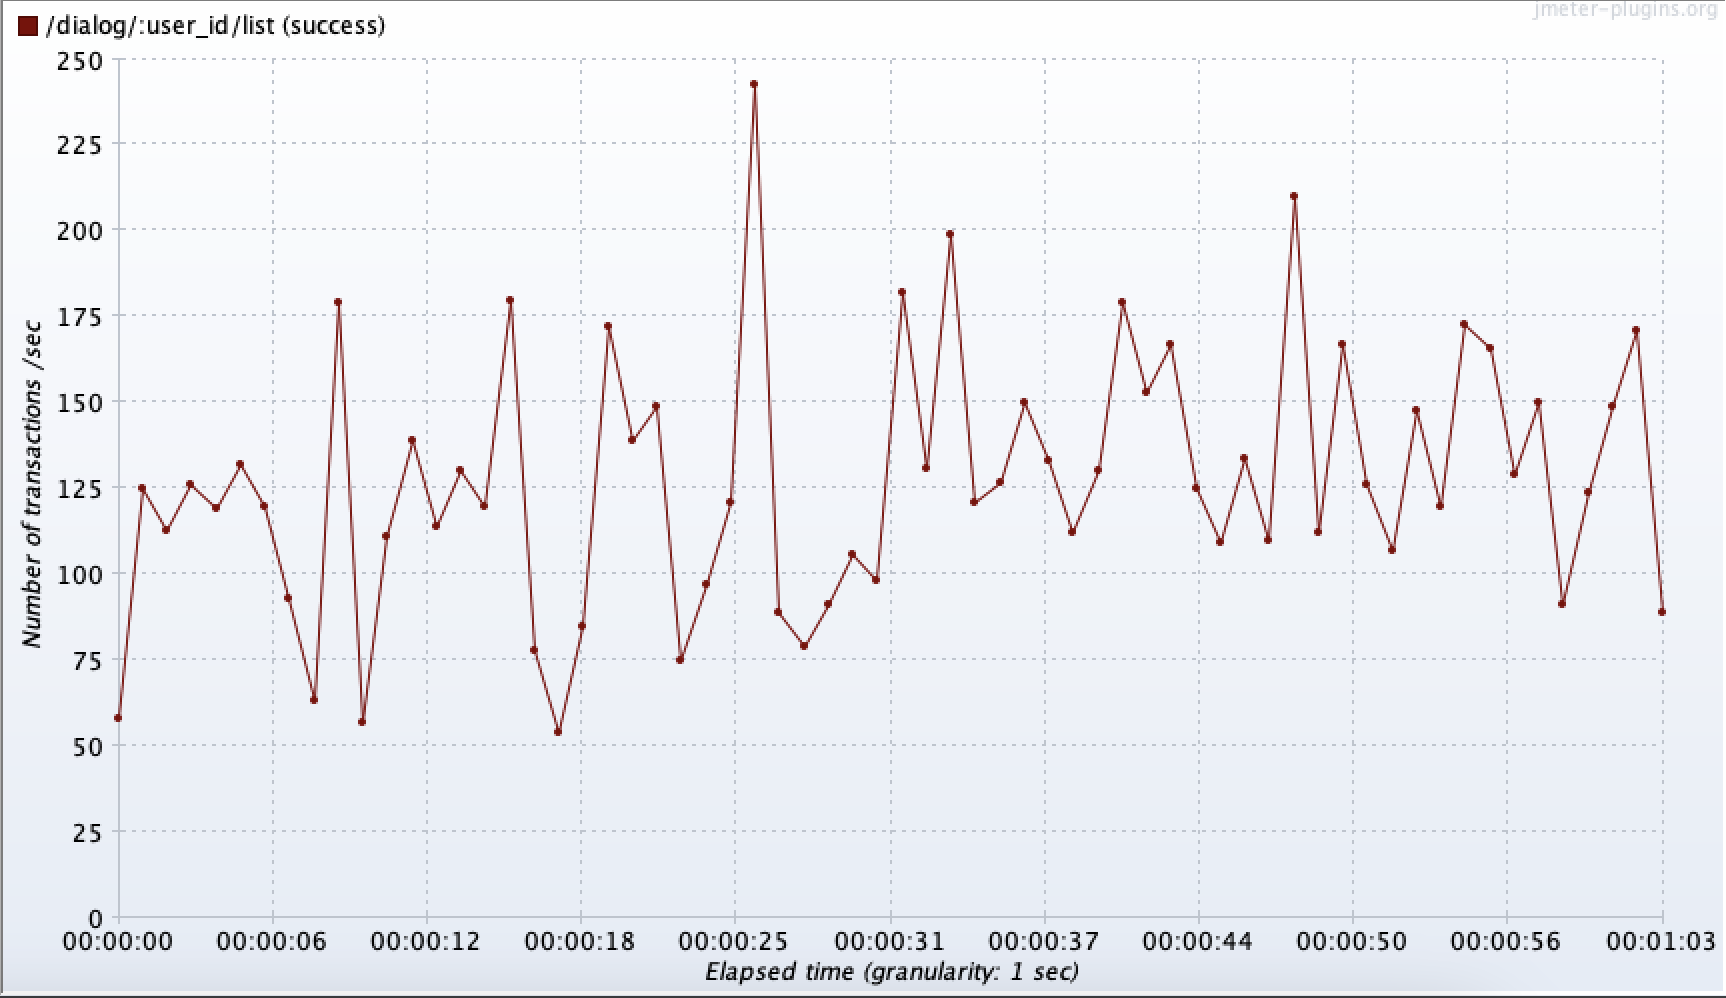 jmeter-plugins.org
/dialog/:user_id/list (success)
250
225
200
175
150
125
100
75
50
25
0
Number of transactions /sec
00:00:00 00:00:06 00:00:12 00:00:18 00:00:25 00:00:31 00:00:37 00:00:44 00:00:50 00:00:56 00:01:03
Elapsed time (granularity: 1 sec)